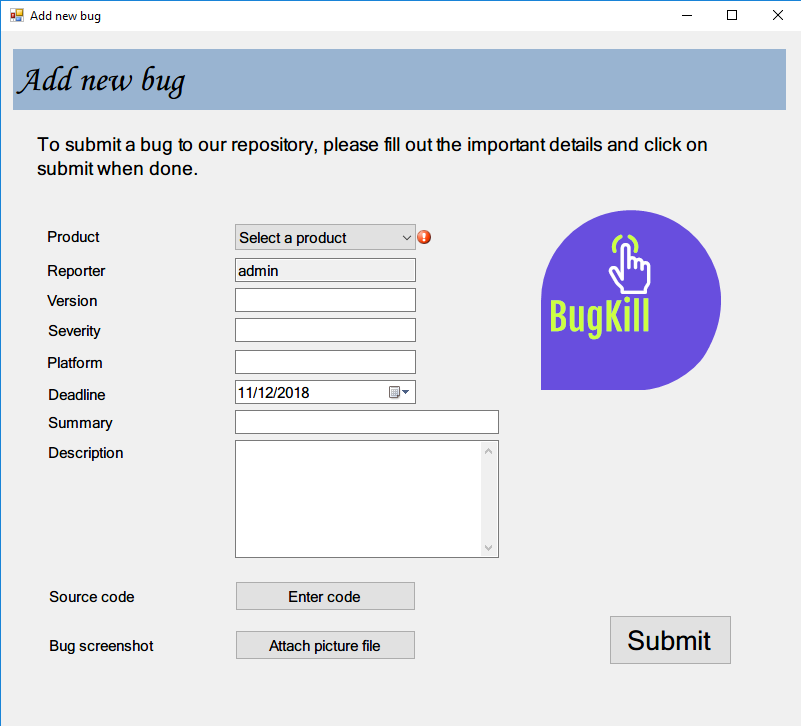 Add new bug
Add new bug
To submit a bug to our repository, please fill out the important details and click on
submit when done.
Product
Select a product
Reporter
admin
Version
Severity
Platform
Deadline
11/12/2018
Summary
Description
BugKill
Source code
Enter code
Bug screenshot
Attach picture file
Submit